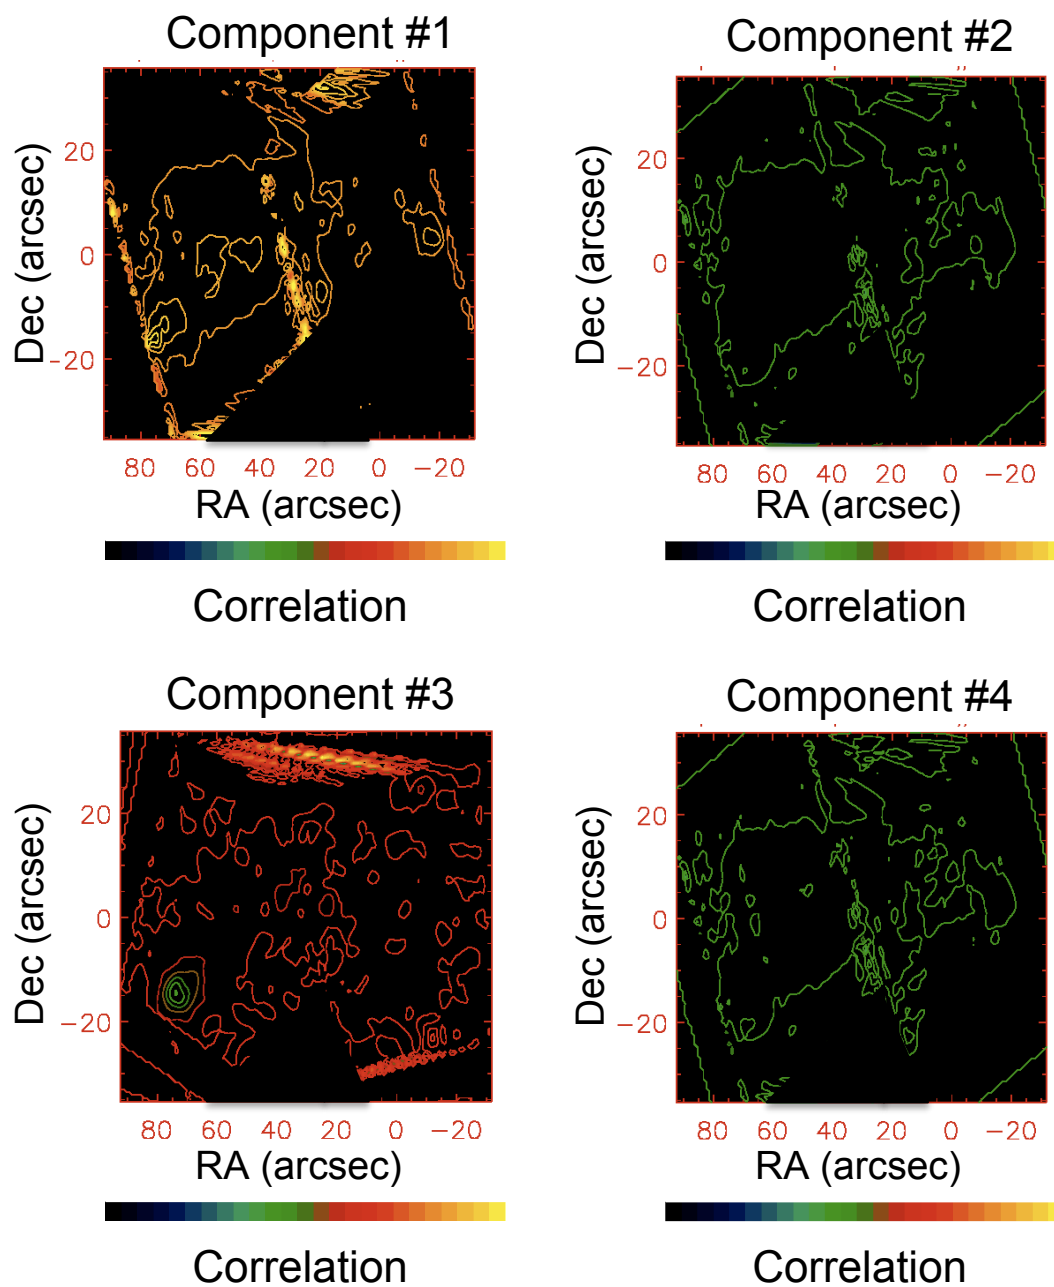 Component #1
Component #2
Dec (arcsec)
20
0
−20
80 60 40 20 0 −20
RA (arcsec)
Correlation
Dec (arcsec)
20
0
−20
80 60 40 20 0 −20
RA (arcsec)
Correlation
Component #3
Component #4
Dec (arcsec)
20
0
−20
80 60 40 20 0 −20
RA (arcsec)
Correlation
Dec (arcsec)
20
0
−20
80 60 40 20 0 −20
RA (arcsec)
Correlation